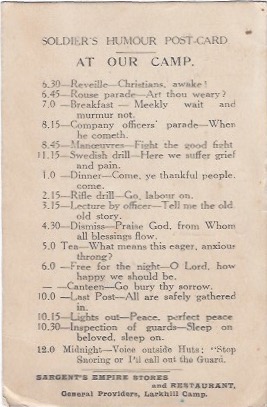 SOLDIER'S HUMOUR POST-CARD
AT OUR CAMP.
6.30—Reveille—Christians, awake!
6.45—Rouse parade—Art thou weary?
7.0 —Breakfast — Meekly wait and
murmur not.
8.15—Company officers' parade—When
he cometh.
8.45—Manœuvres—Fight the good fight
11.15—Swedish drill—Here we suffer grief
and pain.
1.0 —Dinner—Come, ye thankful people,
come.
2.15—Rifle drill—Go, labour on.
3.15—Lecture by officer—Tell me the old,
old story.
4.30—Dismiss—Praise God, from Whom
all blessings flow.
5.0 Tea—What means this eager, anxious
throng?
6.0 —Free for the night—O Lord, how
happy we should be.
— —Canteen—Go bury thy sorrow.
10.0 —Last Post—All are safely gathered
in.
10.15—Lights out—Peace, perfect peace
10.30—Inspection of guards—Sleep on
beloved, sleep on.
12.0 Midnight—Voice outside Huts: "Stop
Snoring or I'll call out the Guard.
SARGENT'S EMPIRE STORES
and RESTAURANT,
General Providers, Larkhill Camp.